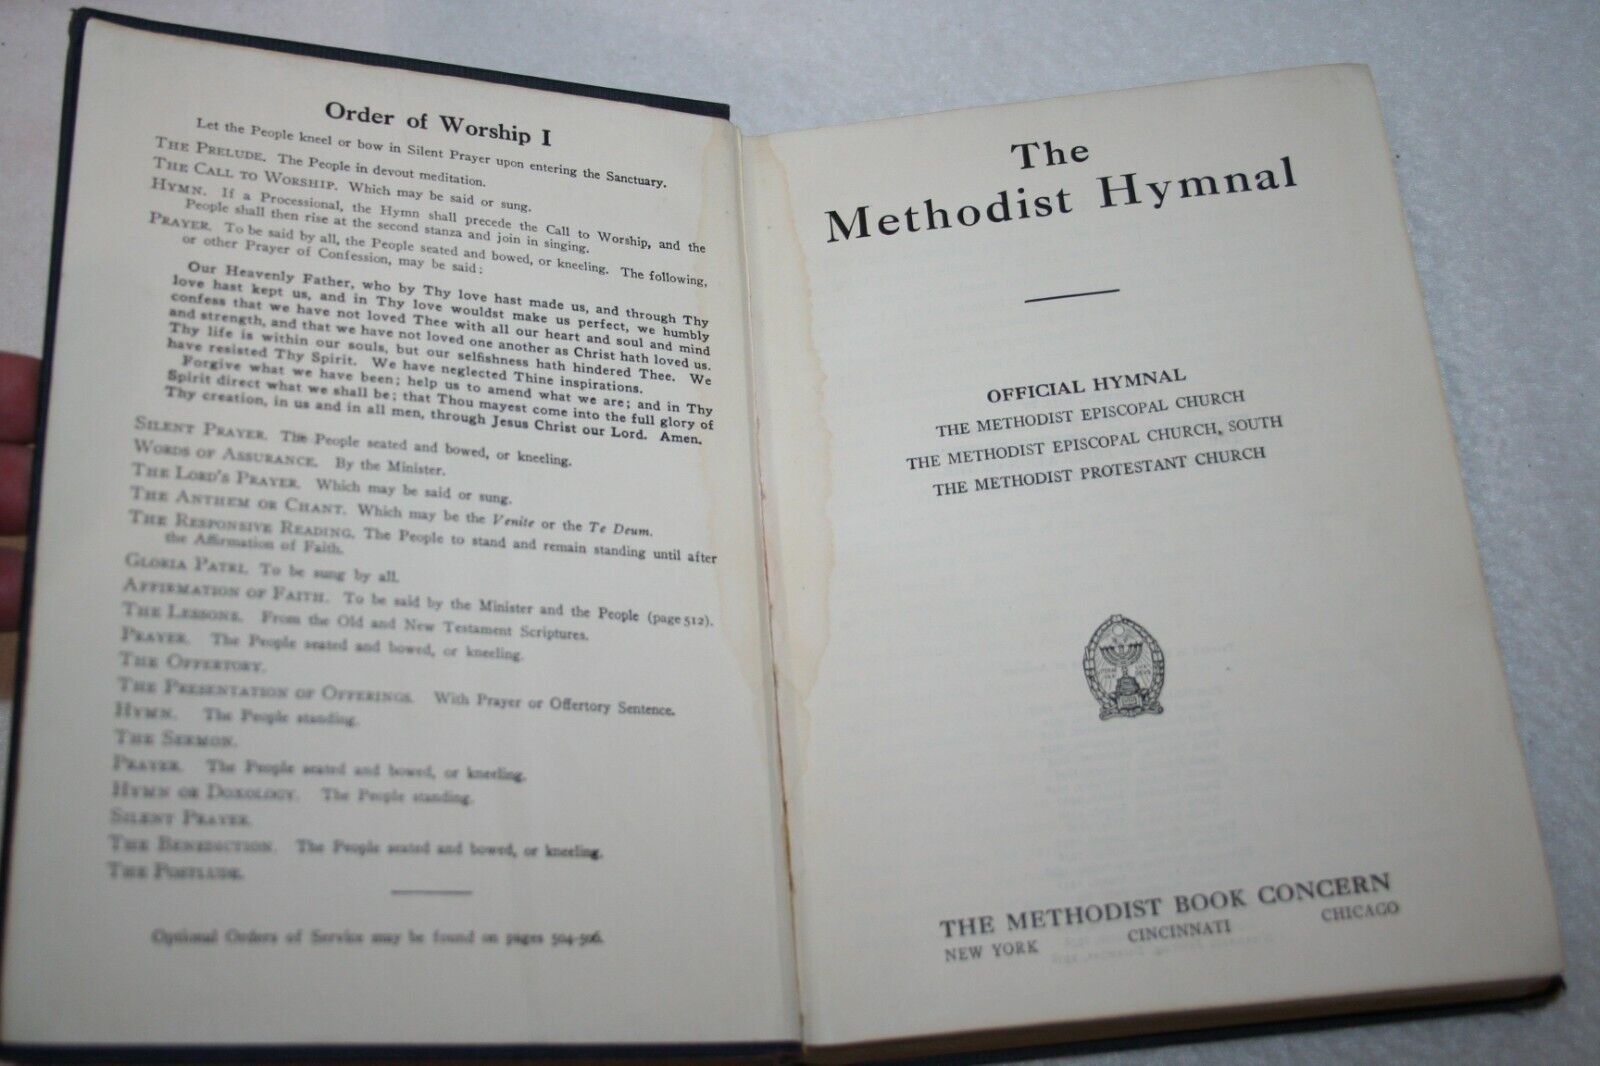 Order of Worship I
Let the People kneel or bow in Silent Prayer upon entering the Sanctuary.
THE PRELUDE. The People in devout meditation.
THE CALL TO WORSHIP. Which may be said or sung.
HYMN. If a Processional, the Hymn shall precede the Call to Worship, and the
People shall then rise at the second stanza and join in singing.
PRAYER. To be said by all, the People seated and bowed, or kneeling. The following,
or other Prayer of Confession, may be said:
Our Heavenly Father, who by Thy love hast made us, and through Thy
love hast kept us, and in Thy love wouldst make us perfect, we humbly
confess that we have not loved Thee with all our heart and soul and mind
and strength, and that we have not loved one another as Christ hath loved us.
Thy life is within our souls, but our selfishness hath hindered Thee. We
have resisted Thy Spirit. We have neglected Thine inspirations.
Forgive what we have been; help us to amend what we are; and in Thy
Spirit direct what we shall be; that Thou mayest come into the full glory of
Thy creation, in us and in all men, through Jesus Christ our Lord. Amen.
SILENT PRAYER. The People seated and bowed, or kneeling.
WORDS OF ASSURANCE. By the Minister.
THE LORD'S PRAYER. Which may be said or sung.
THE ANTHEM OR CHANT. Which may be the Venite or the Te Deum.
THE RESPONSIVE READING. The People to stand and remain standing until after
the Affirmation of Faith.
GLORIA PATRI. To be sung by all.
AFFIRMATION OF FAITH. To be said by the Minister and the People (page 512).
THE LESSONS. From the Old and New Testament Scriptures.
PRAYER. The People seated and bowed, or kneeling.
THE OFFERTORY.
THE PRESENTATION OF OFFERINGS. With Prayer or Offertory Sentence.
HYMN. The People standing.
THE SERMON.
PRAYER. The People seated and bowed, or kneeling.
HYMN OR DOXOLOGY. The People standing.
SILENT PRAYER.
THE BENEDICTION. The People seated and bowed, or kneeling.
THE POSTLUDE.
Optional Orders of Service may be found on pages 504-506.
The
Methodist Hymnal
OFFICIAL HYMNAL
THE METHODIST EPISCOPAL CHURCH
THE METHODIST EPISCOPAL CHURCH, SOUTH
THE METHODIST PROTESTANT CHURCH
THE METHODIST BOOK CONCERN
NEW YORK CINCINNATI CHICAGO